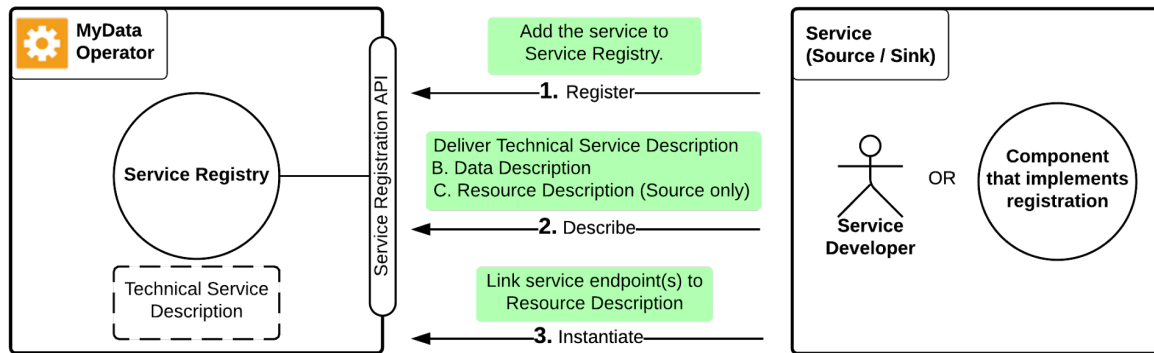 MyData
Operator
Service Registry
Technical Service
Description
Service Registration API
Add the service to
Service Registry.
1. Register
Deliver Technical Service Description
B. Data Description
C. Resource Description (Source only)
2. Describe
Link service endpoint(s) to
Resource Description
3. Instantiate
Service
(Source / Sink)
Service
Developer
OR
Component
that implements
registration